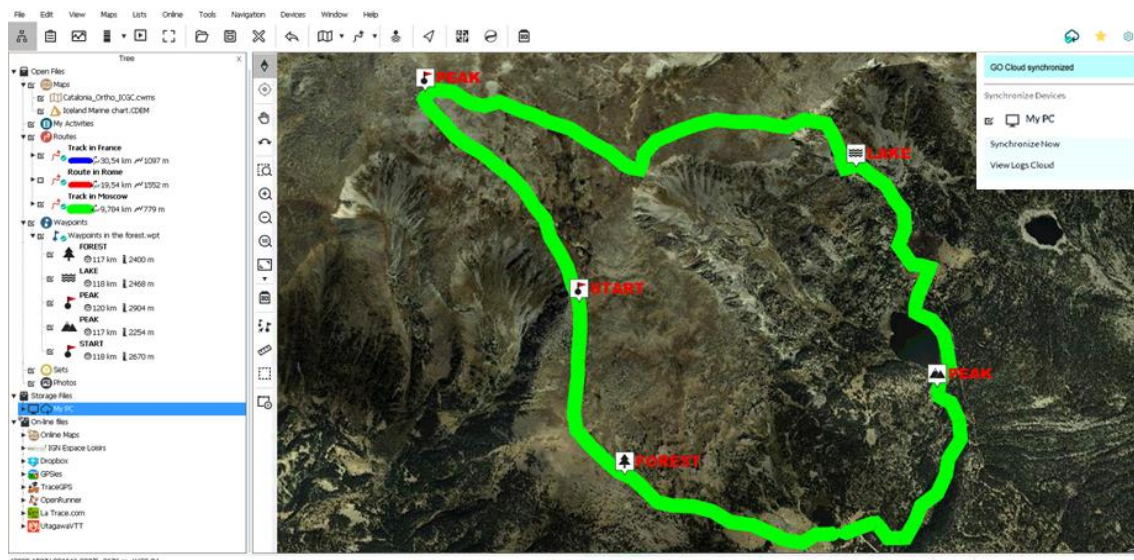 File Edit View Maps Lists Online Tools Navigation Devices Window Help
Tree X
Open Files
Maps
Catalonia_Ortho_ICGC.cwms
Iceland Marine chart.CDEM
My Activities
Routes
Track in France
30,54 km 1097 m
Route in Rome
19,54 km 1552 m
Track in Moscow
9,784 km 779 m
Waypoints
Waypoints in the forest.wpt
FOREST
117 km 2400 m
LAKE
118 km 2468 m
PEAK
120 km 2904 m
PEAK
117 km 2254 m
START
118 km 2670 m
Sets
Photos
Storage Files
My PC
On-line files
Online Maps
IGN Espace Loisirs
Dropbox
GPSies
TraceGPS
OpenRunner
La Trace.com
UtagawaVTT
PEAK
LAKE
START
PEAK
FOREST
GO Cloud synchronized
Synchronize Devices
My PC
Synchronize Now
View Logs Cloud